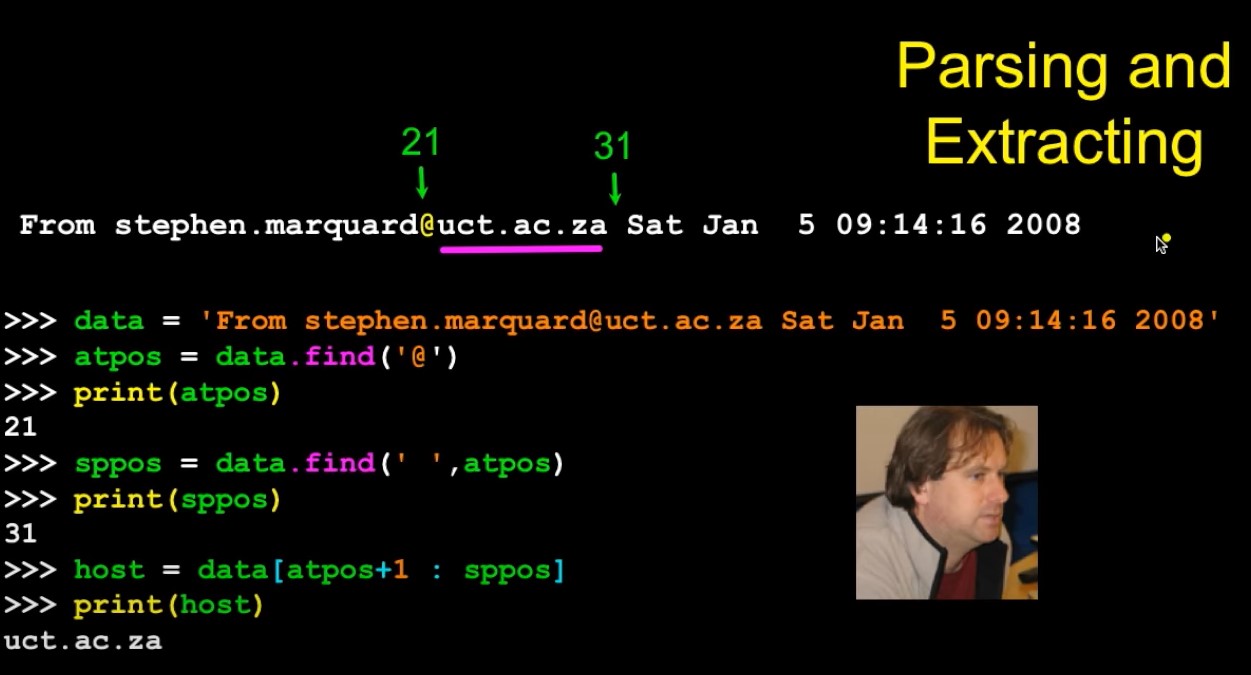 Parsing and
Extracting
21
31
From stephen.marquard@uct.ac.za Sat Jan  5 09:14:16 2008
>>> data = 'From stephen.marquard@uct.ac.za Sat Jan  5 09:14:16 2008'
>>> atpos = data.find('@')
>>> print(atpos)
21
>>> sppos = data.find(' ',atpos)
>>> print(sppos)
31
>>> host = data[atpos+1 : sppos]
>>> print(host)
uct.ac.za